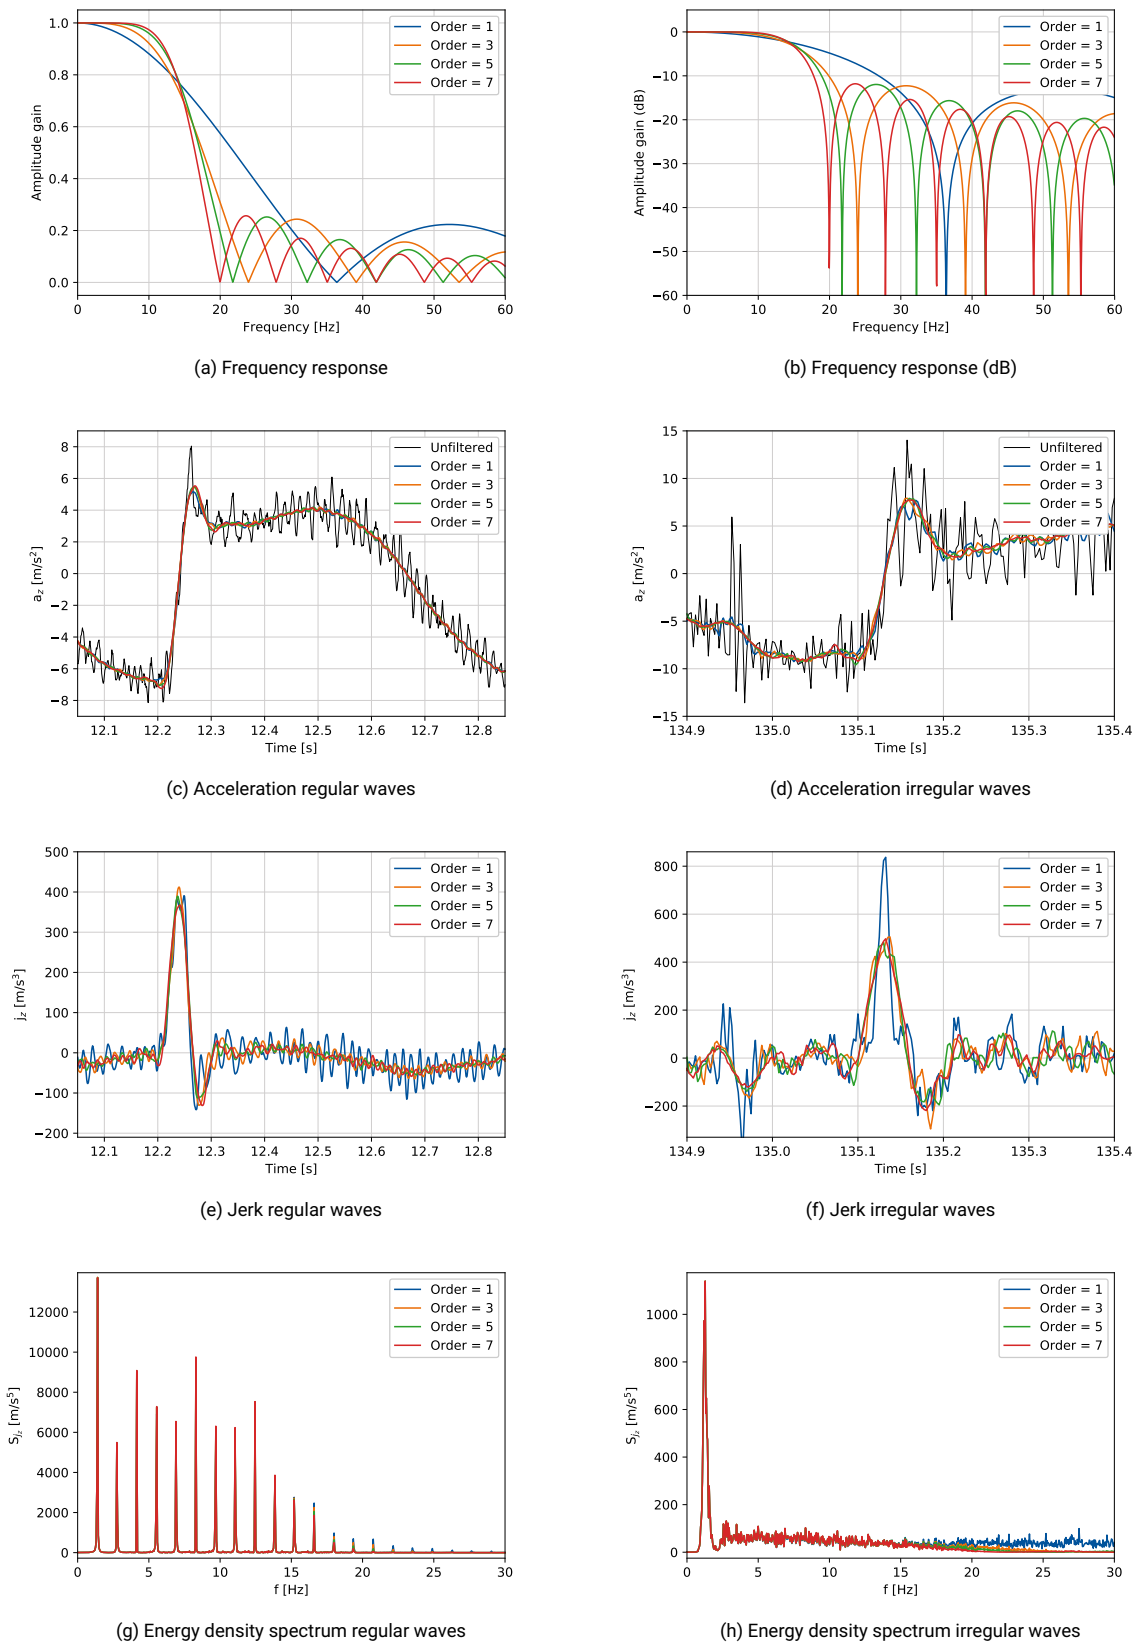 1.0
0.8
0.6
0.4
0.2
0.0
0 10 20 30 40 50 60
Amplitude gain
Frequency [Hz]
Order = 1
Order = 3
Order = 5
Order = 7
(a) Frequency response
0
−10
−20
−30
−40
−50
−60
0 10 20 30 40 50 60
Amplitude gain (dB)
Frequency [Hz]
Order = 1
Order = 3
Order = 5
Order = 7
(b) Frequency response (dB)
8
6
4
2
0
−2
−4
−6
−8
12.1 12.2 12.3 12.4 12.5 12.6 12.7 12.8
a_z [m/s²]
Time [s]
Unfiltered
Order = 1
Order = 3
Order = 5
Order = 7
(c) Acceleration regular waves
15
10
5
0
−5
−10
−15
134.9 135.0 135.1 135.2 135.3 135.4
a_z [m/s²]
Time [s]
Unfiltered
Order = 1
Order = 3
Order = 5
Order = 7
(d) Acceleration irregular waves
500
400
300
200
100
0
−100
−200
12.1 12.2 12.3 12.4 12.5 12.6 12.7 12.8
j_z [m/s³]
Time [s]
Order = 1
Order = 3
Order = 5
Order = 7
(e) Jerk regular waves
800
600
400
200
0
−200
134.9 135.0 135.1 135.2 135.3 135.4
j_z [m/s³]
Time [s]
Order = 1
Order = 3
Order = 5
Order = 7
(f) Jerk irregular waves
12000
10000
8000
6000
4000
2000
0
0 5 10 15 20 25 30
S_{j_z} [m/s⁵]
f [Hz]
Order = 1
Order = 3
Order = 5
Order = 7
(g) Energy density spectrum regular waves
1000
800
600
400
200
0
0 5 10 15 20 25 30
S_{j_z} [m/s⁵]
f [Hz]
Order = 1
Order = 3
Order = 5
Order = 7
(h) Energy density spectrum irregular waves